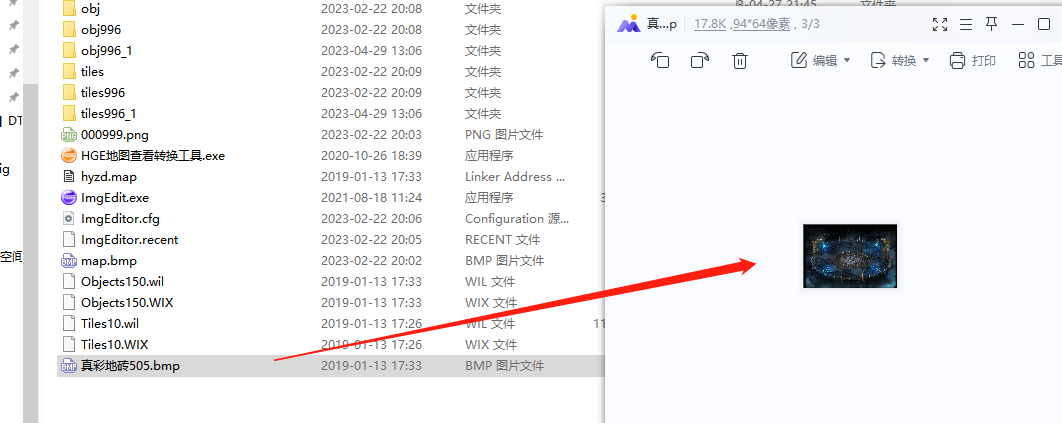 obj 2023-02-22 20:08 文件夹
obj996 2023-02-22 20:08 文件夹
obj996_1 2023-04-29 13:06 文件夹
tiles 2023-02-22 20:09 文件夹
tiles996 2023-02-22 20:09 文件夹
tiles996_1 2023-04-29 13:06 文件夹
000999.png 2023-02-22 20:03 PNG 图片文件
HGE地图查看转换工具.exe 2020-10-26 18:39 应用程序
hyzd.map 2019-01-13 17:33 Linker Address ...
ImgEdit.exe 2021-08-18 11:24 应用程序 3
ImgEditor.cfg 2023-02-22 20:06 Configuration 源...
ImgEditor.recent 2023-02-22 20:05 RECENT 文件
map.bmp 2023-02-22 20:02 BMP 图片文件
Objects150.wil 2019-01-13 17:33 WIL 文件
Objects150.WIX 2019-01-13 17:33 WIX 文件
Tiles10.wil 2019-01-13 17:26 WIL 文件 11
Tiles10.WIX 2019-01-13 17:26 WIX 文件
真彩地砖505.bmp 2019-01-13 17:33 BMP 图片文件
DT
ig
空间
真...p 17.8K ,94*64像素 , 3/3
编辑 转换 打印 工具